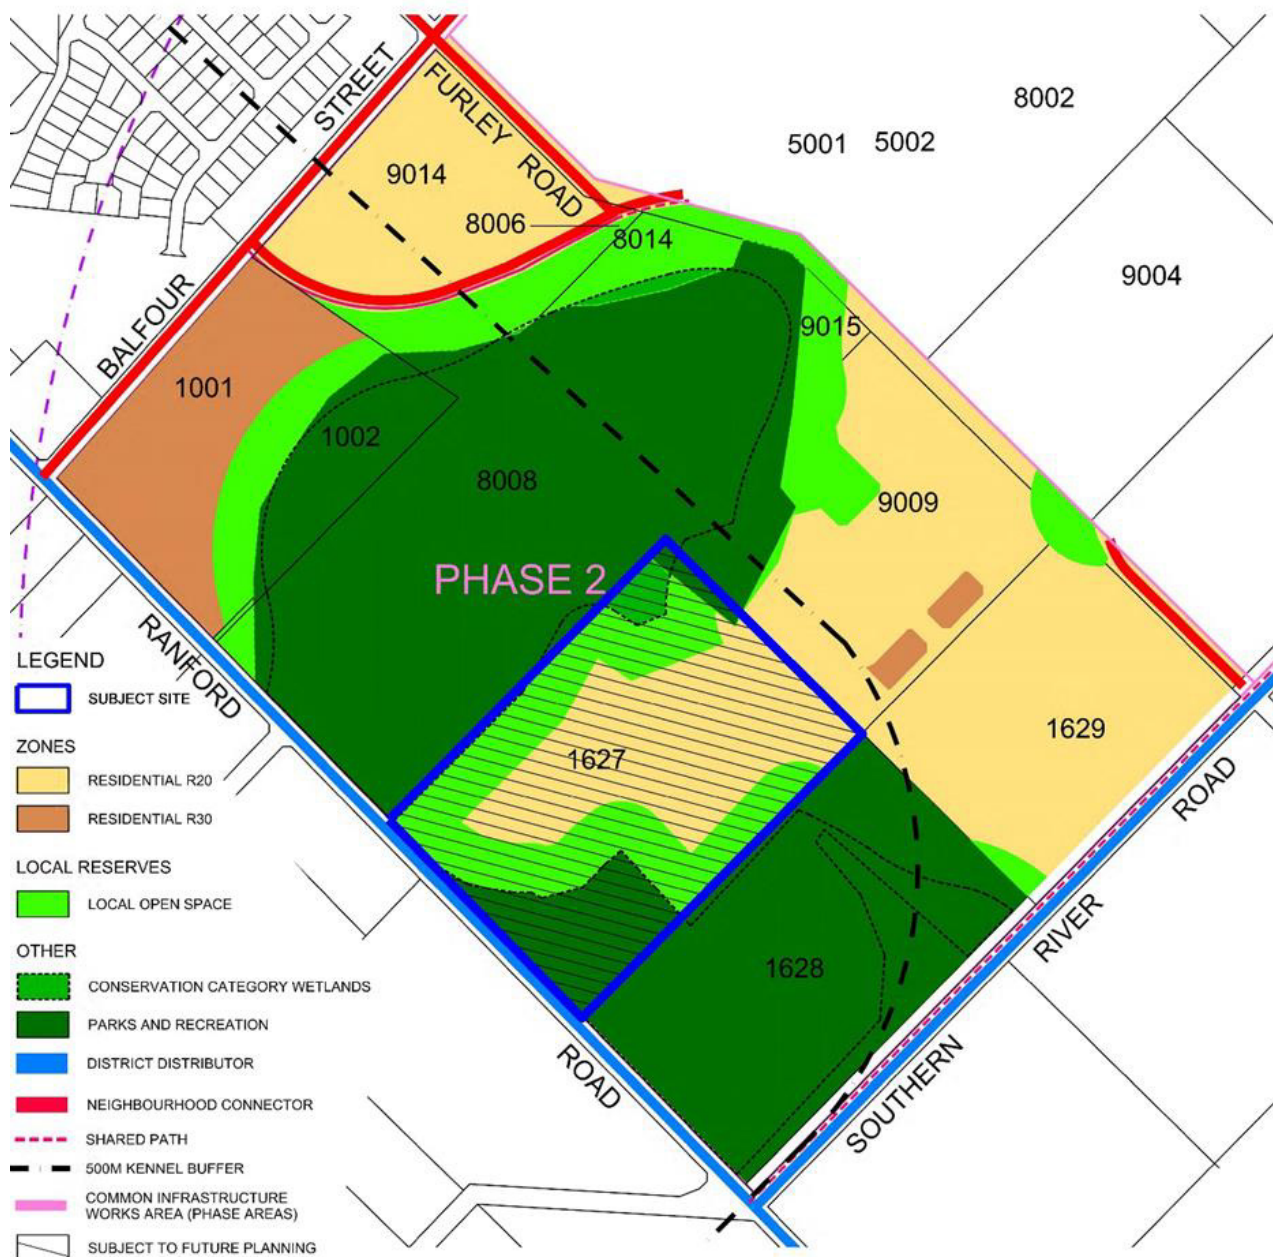 FURLEY ROAD
BALFOUR STREET
8002
5001 5002
9014
8006
8014
9004
9015
1001
1002
8008
9009
PHASE 2
RANFORD ROAD
1629
1627
1628
SOUTHERN RIVER ROAD
LEGEND
SUBJECT SITE
ZONES
RESIDENTIAL R20
RESIDENTIAL R30
LOCAL RESERVES
LOCAL OPEN SPACE
OTHER
CONSERVATION CATEGORY WETLANDS
PARKS AND RECREATION
DISTRICT DISTRIBUTOR
NEIGHBOURHOOD CONNECTOR
SHARED PATH
500M KENNEL BUFFER
COMMON INFRASTRUCTURE
WORKS AREA (PHASE AREAS)
SUBJECT TO FUTURE PLANNING